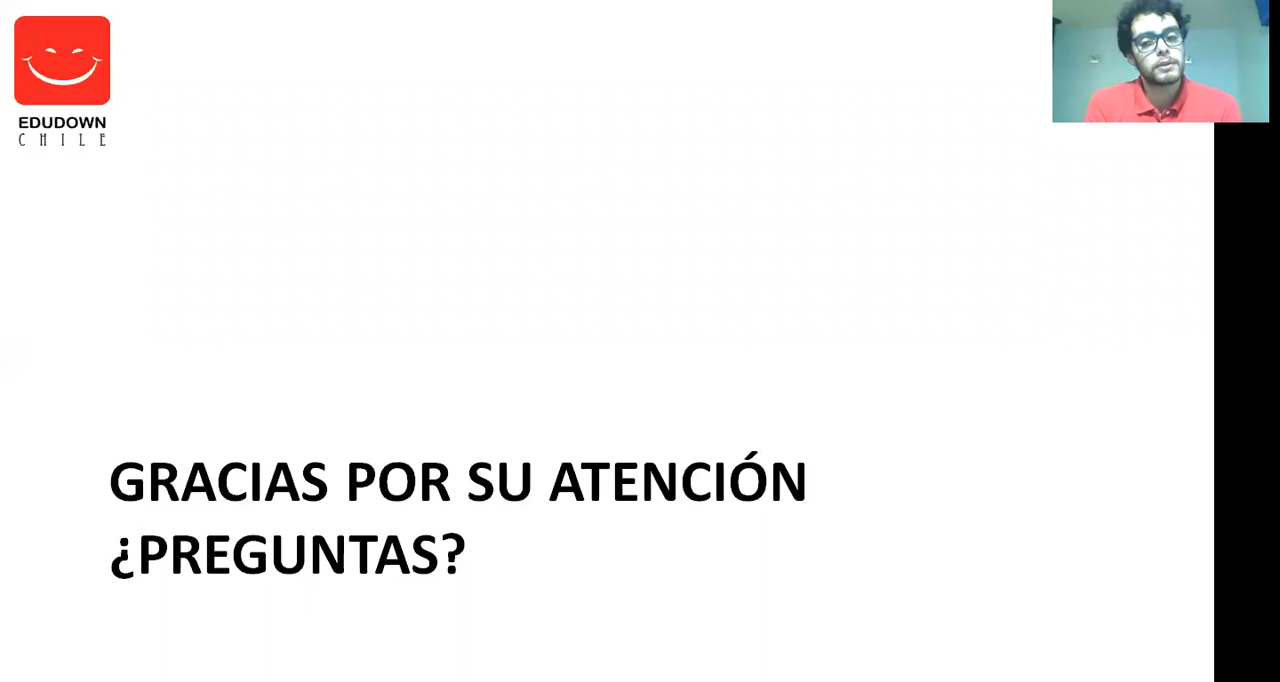 EDUDOWN
CHILE
GRACIAS POR SU ATENCIÓN
¿PREGUNTAS?